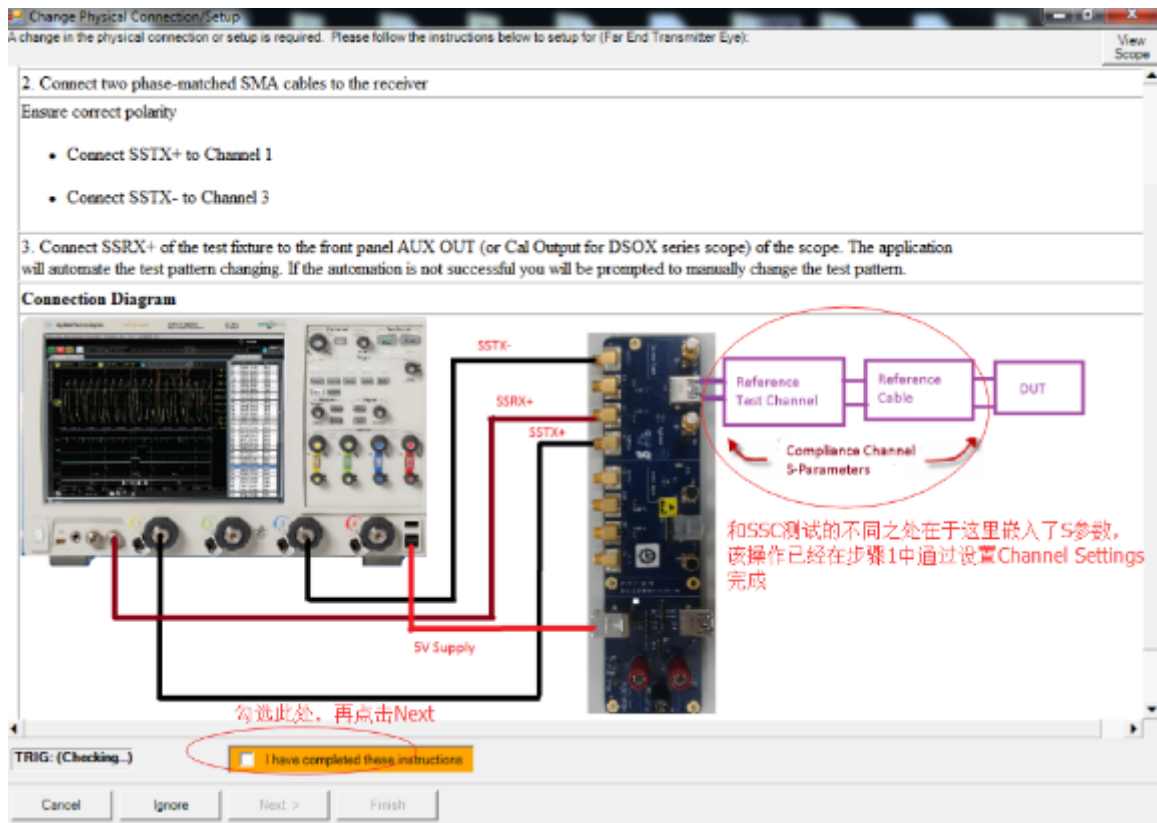 Change Physical Connection/Setup
A change in the physical connection or setup is required. Please follow the instructions below to setup for (Far End Transmitter Eye):
View
Scope
2. Connect two phase-matched SMA cables to the receiver
Ensure correct polarity
• Connect SSTX+ to Channel 1
• Connect SSTX- to Channel 3
3. Connect SSRX+ of the test fixture to the front panel AUX OUT (or Cal Output for DSOX series scope) of the scope. The application
will automate the test pattern changing. If the automation is not successful you will be prompted to manually change the test pattern.
Connection Diagram
SSTX-
SSRX+
SSTX+
Reference
Test Channel
Reference
Cable
DUT
Compliance Channel
S-Parameters
和SSC测试的不同之处在于这里嵌入了S参数，
该操作已经在步骤1中通过设置Channel Settings
完成
5V Supply
勾选此处，再点击Next
TRIG: (Checking...)
I have completed these instructions
Cancel
Ignore
Next >
Finish